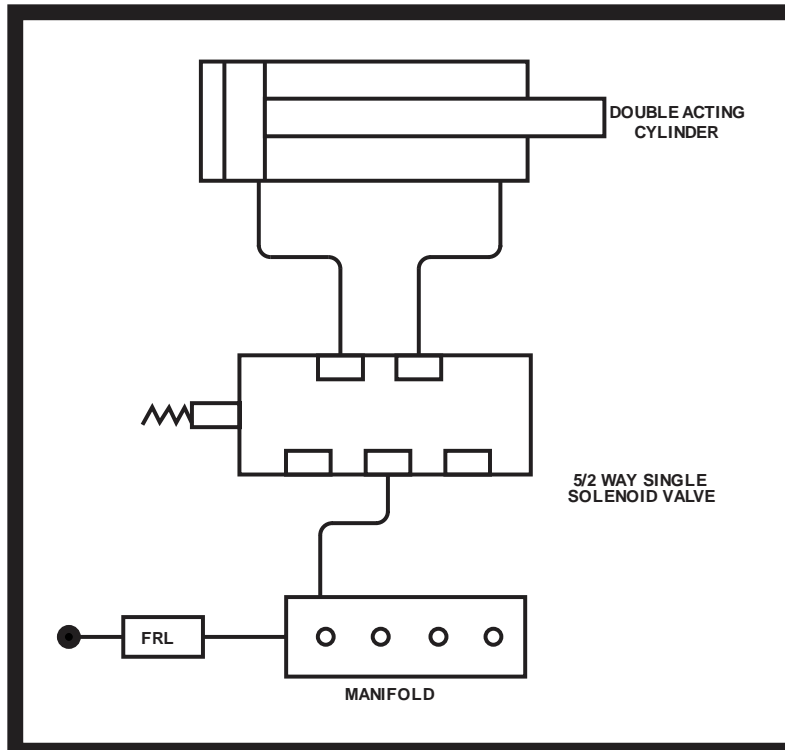 DOUBLE ACTING
CYLINDER
5/2 WAY SINGLE
SOLENOID VALVE
FRL
MANIFOLD